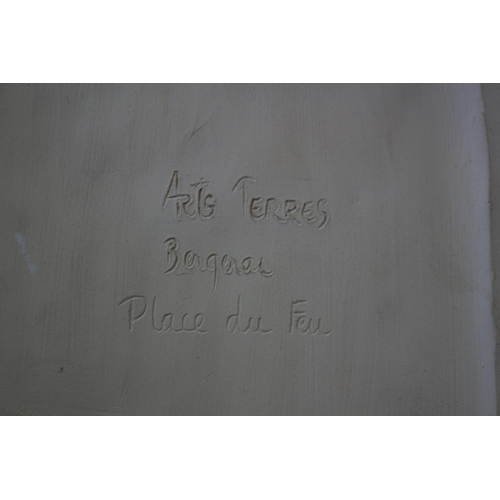 Arts Terres
Bergerac
Place du Feu